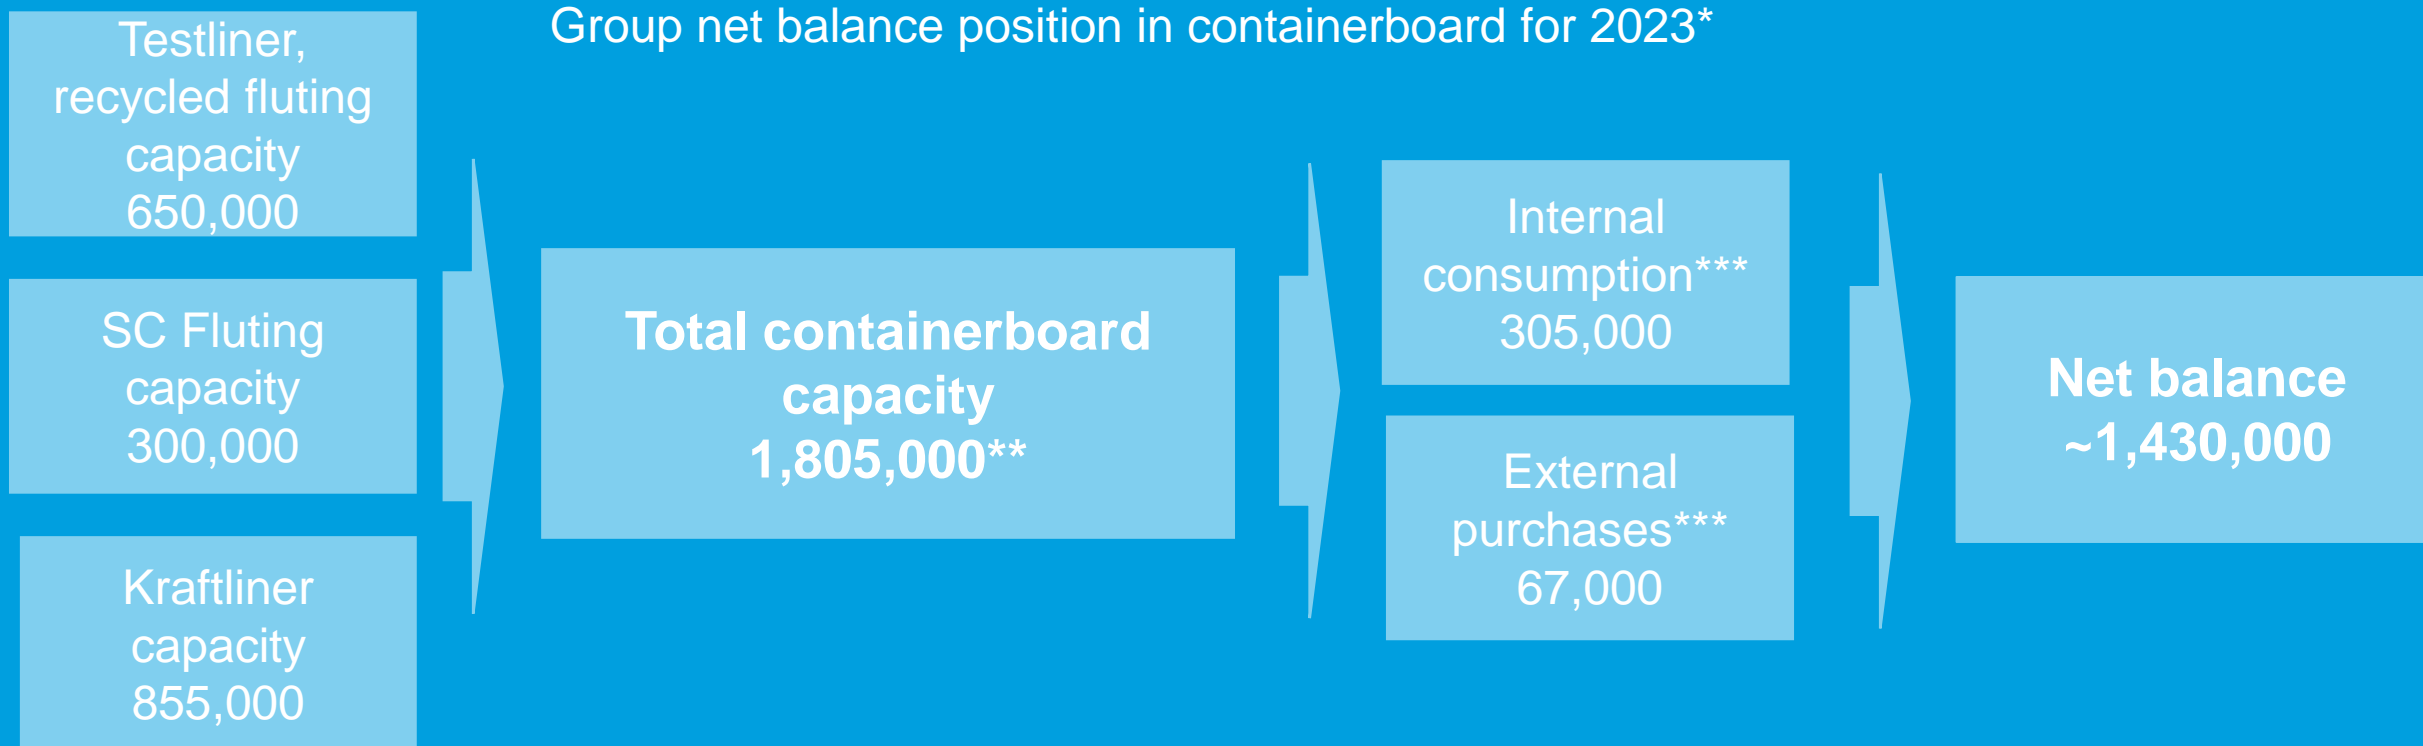 Group net balance position in containerboard for 2023*
Testliner,
recycled fluting
capacity
650,000
SC Fluting
capacity
300,000
Kraftliner
capacity
855,000
Total containerboard
capacity
1,805,000**
Internal
consumption***
305,000
External
purchases***
67,000
Net balance
~1,430,000